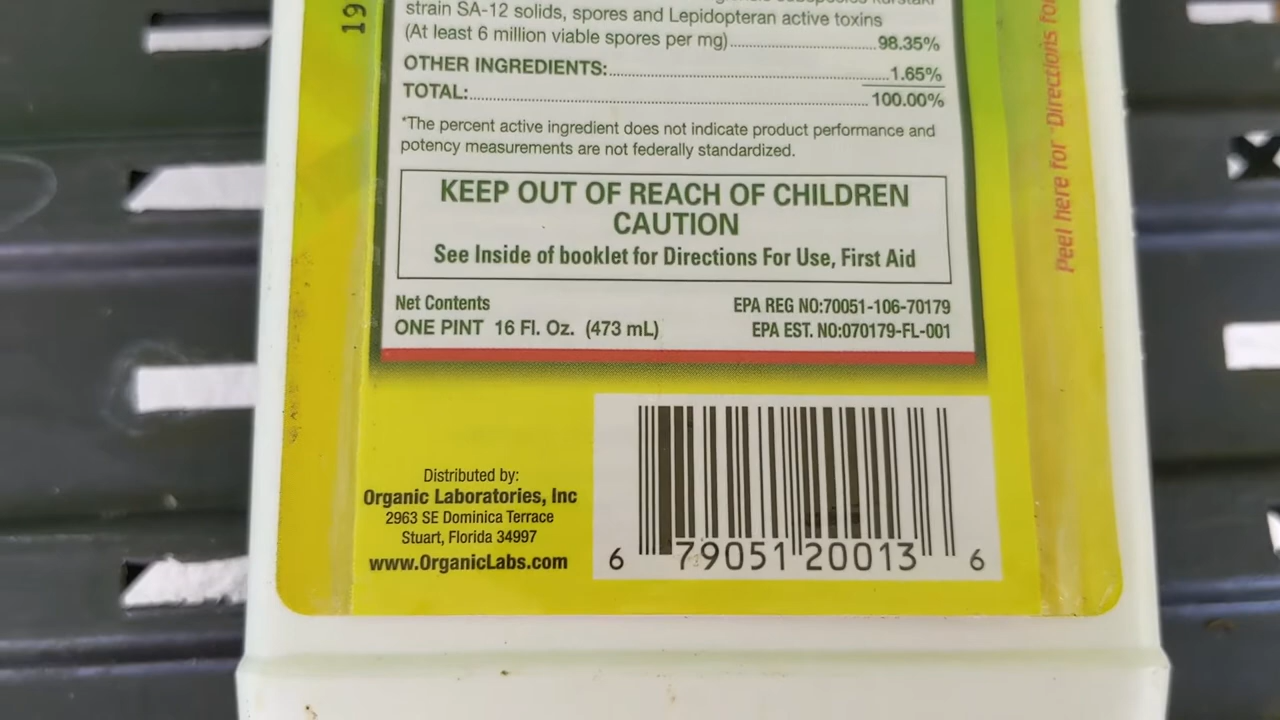 19
strain SA-12 solids, spores and Lepidopteran active toxins
(At least 6 million viable spores per mg)..........98.35%
OTHER INGREDIENTS:..........1.65%
TOTAL:..........100.00%
*The percent active ingredient does not indicate product performance and
potency measurements are not federally standardized.
KEEP OUT OF REACH OF CHILDREN
CAUTION
See Inside of booklet for Directions For Use, First Aid
Net Contents
ONE PINT 16 Fl. Oz. (473 mL)
EPA REG NO:70051-106-70179
EPA EST. NO:070179-FL-001
Distributed by:
Organic Laboratories, Inc
2963 SE Dominica Terrace
Stuart, Florida 34997
www.OrganicLabs.com
6 79051 20013 6
Peel here for "Directions for